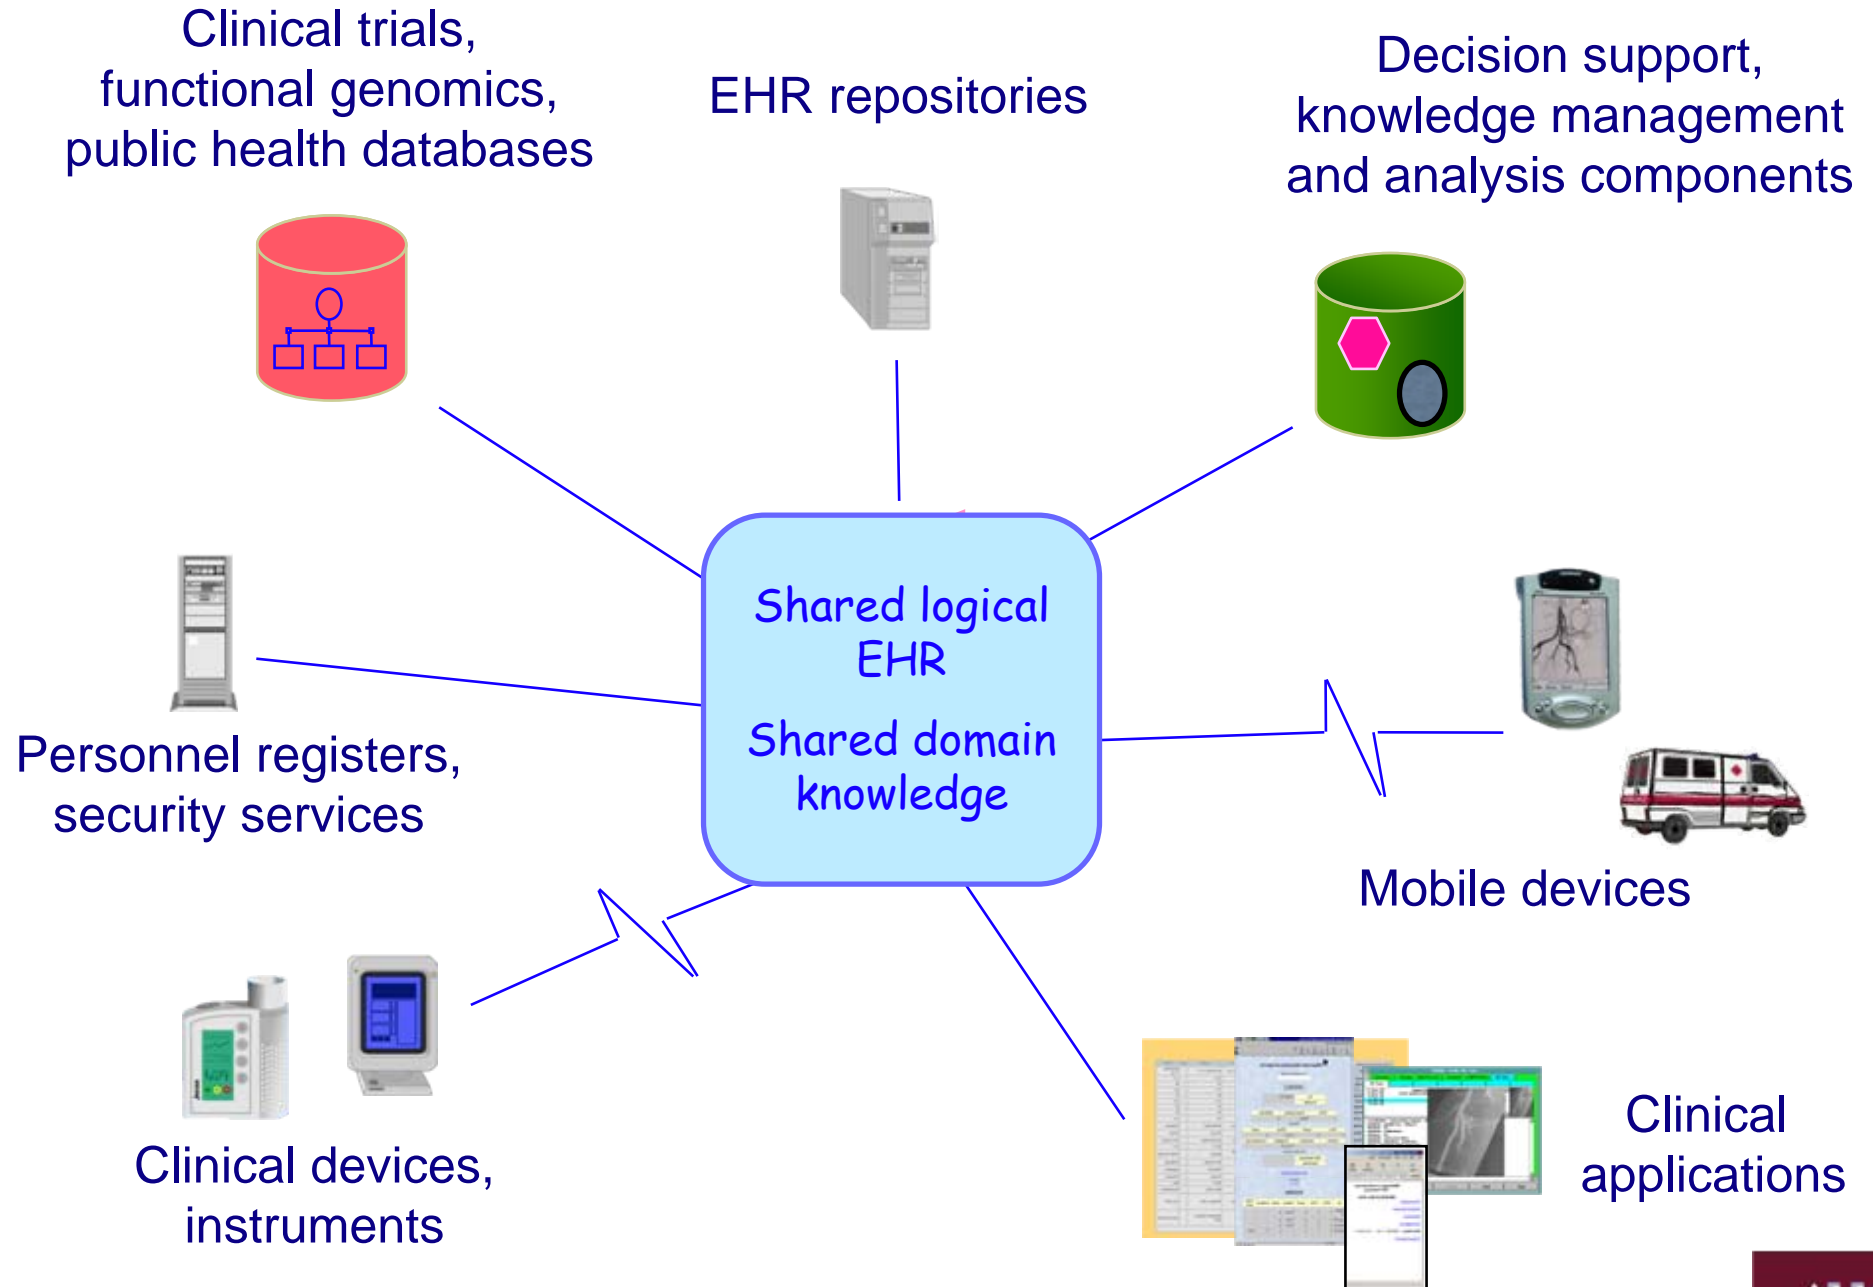 Clinical trials,
functional genomics,
public health databases
EHR repositories
Decision support,
knowledge management
and analysis components
Shared logical
EHR
Shared domain
knowledge
Personnel registers,
security services
Mobile devices
Clinical devices,
instruments
Clinical
applications